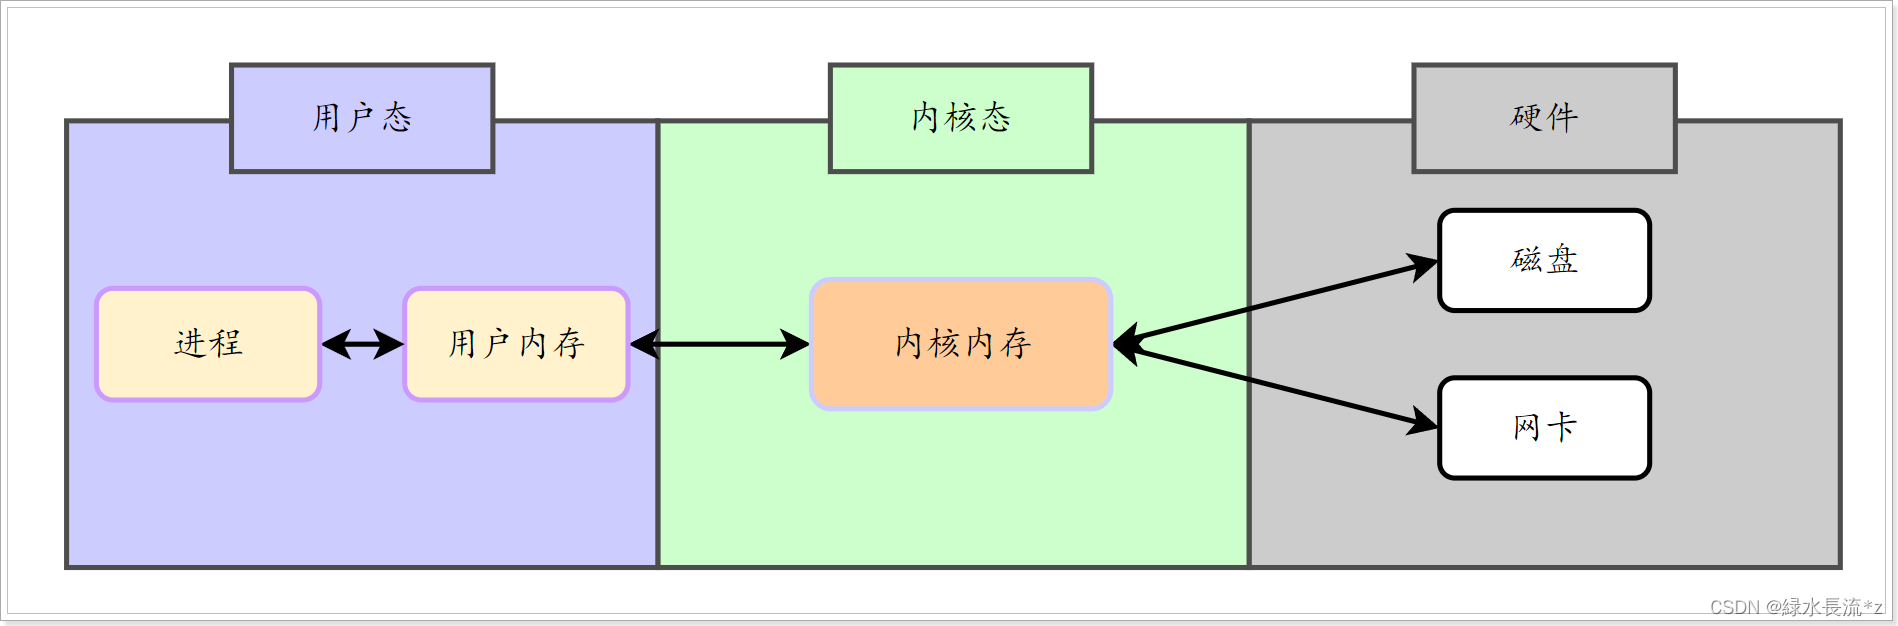 用户态
内核态
硬件
进程
用户内存
内核内存
磁盘
网卡
CSDN @緑水長流*z